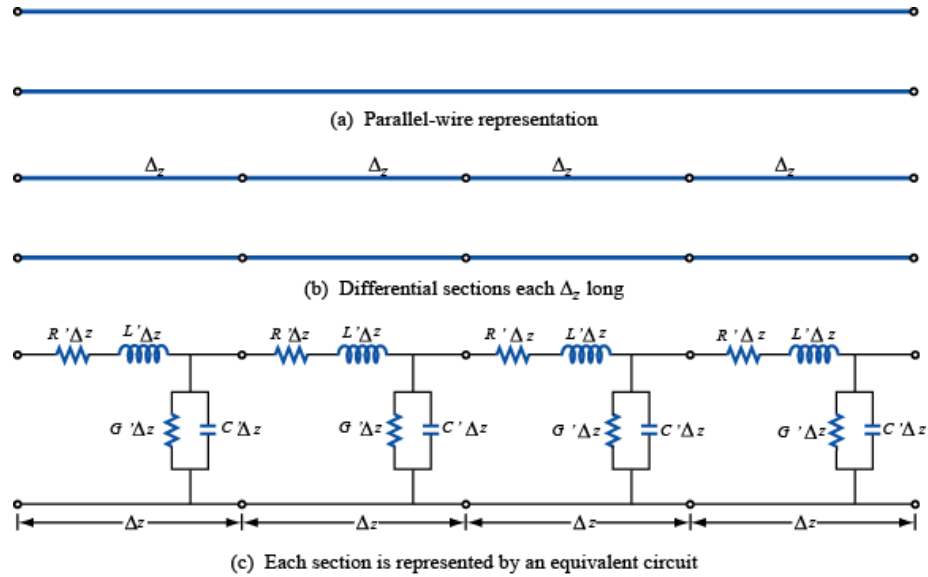 (a) Parallel-wire representation
Δz Δz Δz Δz
(b) Differential sections each Δz long
R'Δz L'Δz R'Δz L'Δz R'Δz L'Δz R'Δz L'Δz
G'Δz C'Δz G'Δz C'Δz G'Δz C'Δz G'Δz C'Δz
Δz Δz Δz Δz
(c) Each section is represented by an equivalent circuit